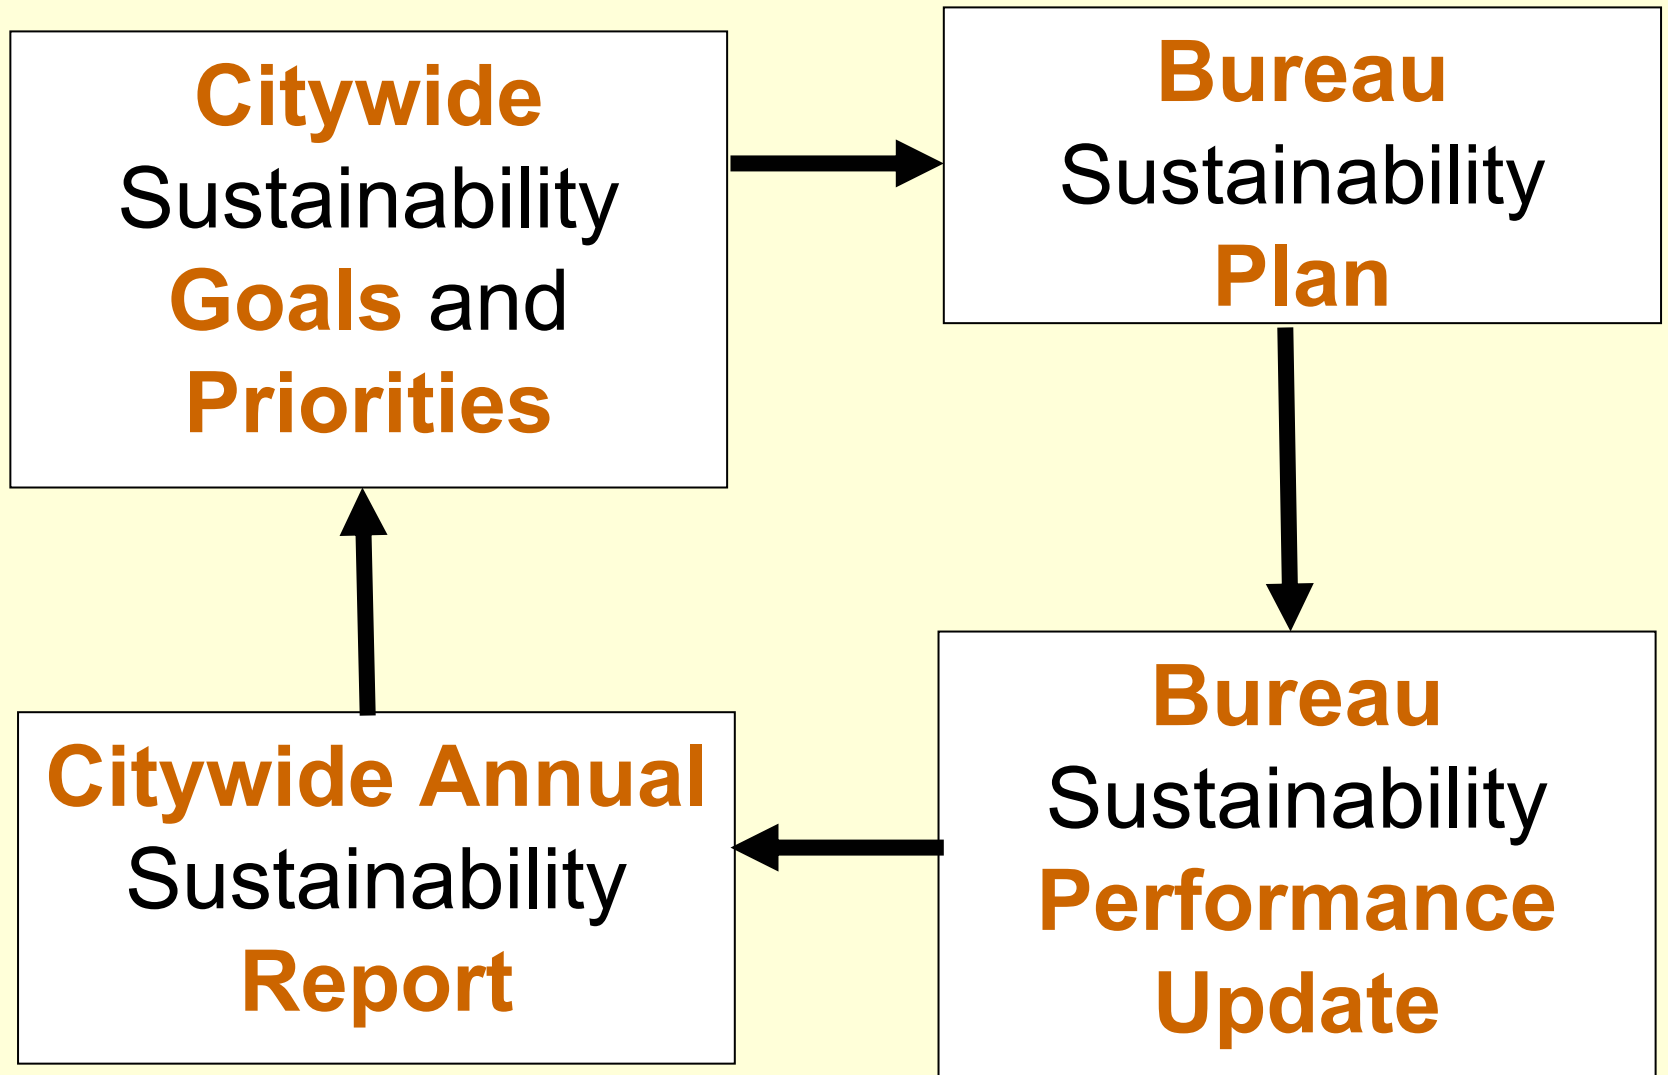 Citywide
Sustainability
Goals and
Priorities
Bureau
Sustainability
Plan
Bureau
Sustainability
Performance
Update
Citywide Annual
Sustainability
Report